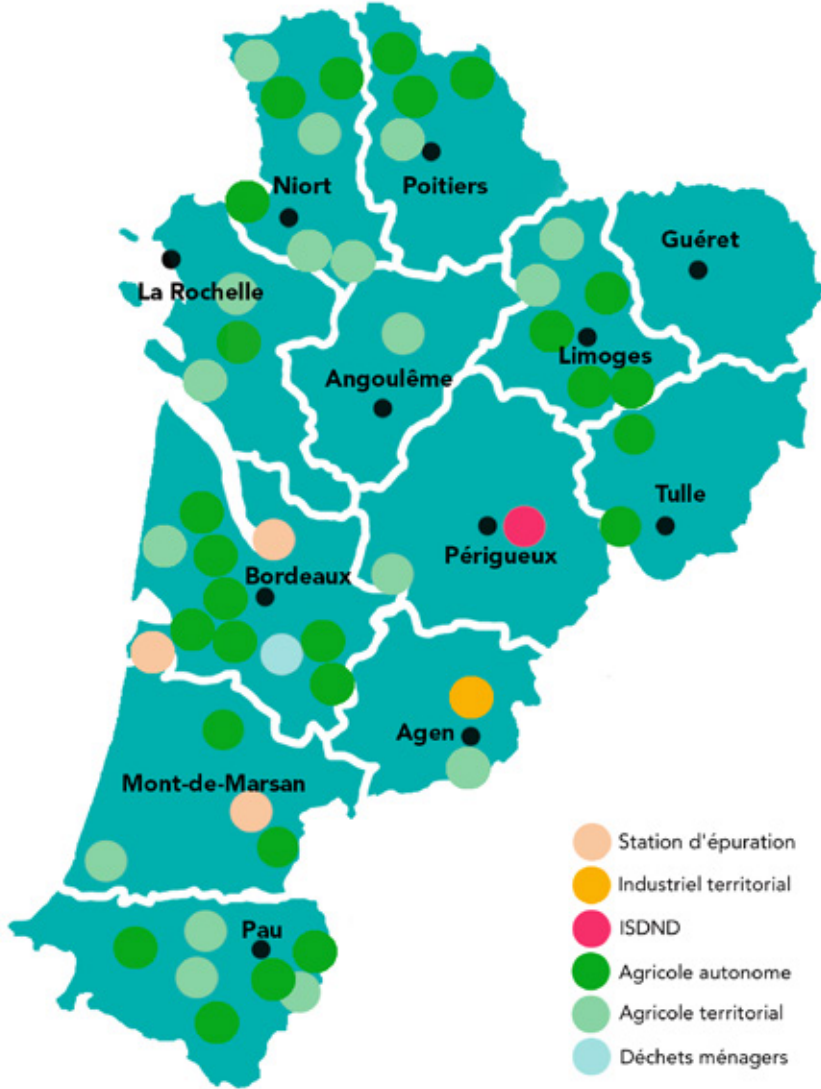 Niort
Poitiers
Guéret
La Rochelle
Limoges
Angoulême
Tulle
Périgueux
Bordeaux
Agen
Mont-de-Marsan
Pau
Station d'épuration
Industriel territorial
ISDND
Agricole autonome
Agricole territorial
Déchets ménagers